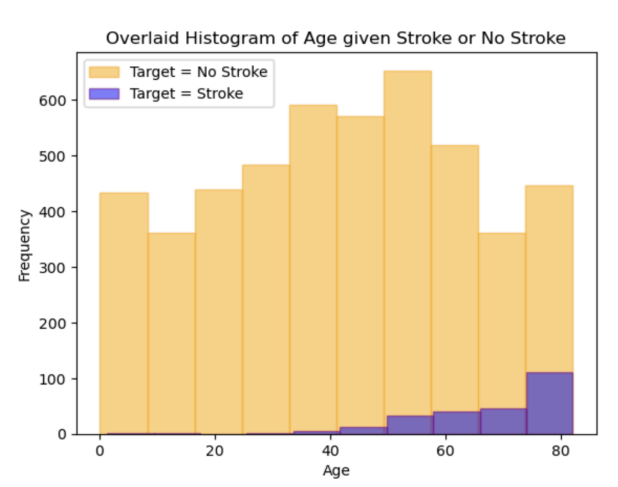 Overlaid Histogram of Age given Stroke or No Stroke
Target = No Stroke
Target = Stroke
Frequency
600
500
400
300
200
100
0
0 20 40 60 80
Age